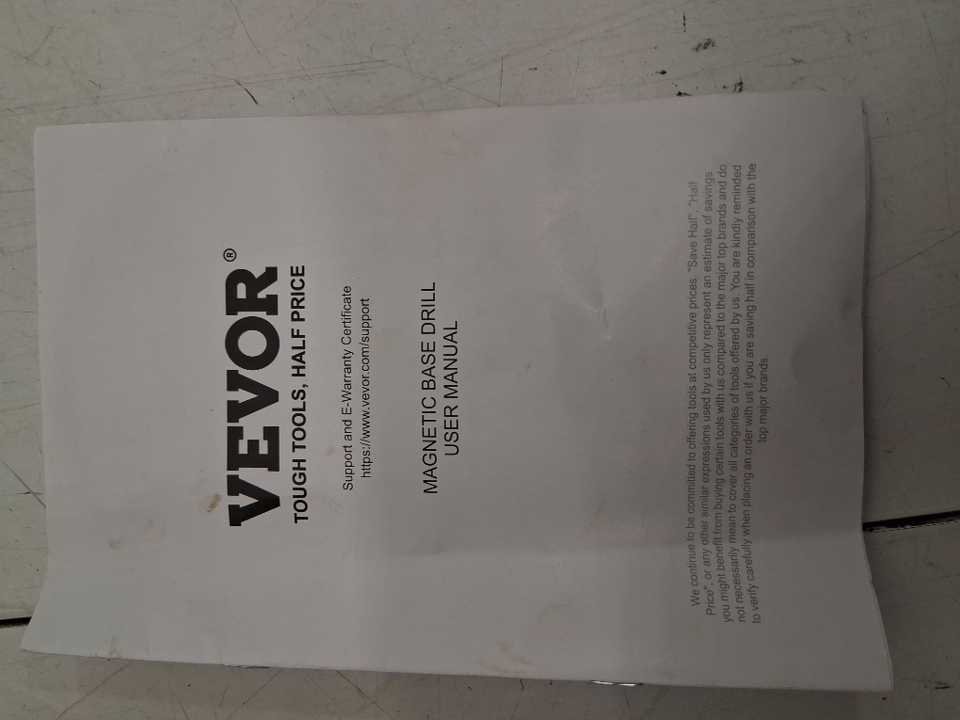 VEVOR®
TOUGH TOOLS, HALF PRICE
Support and E-Warranty Certificate
https://www.vevor.com/support
MAGNETIC BASE DRILL
USER MANUAL
We continue to be committed to offering tools at competitive prices. "Save Half", "Half
Price", or any other similar expressions used by us only represent an estimate of savings
you might benefit from buying certain tools with us compared to the major top brands and do
not necessarily mean to cover all categories of tools offered by us. You are kindly reminded
to verify carefully when placing an order with us if you are saving half in comparison with the
top major brands.